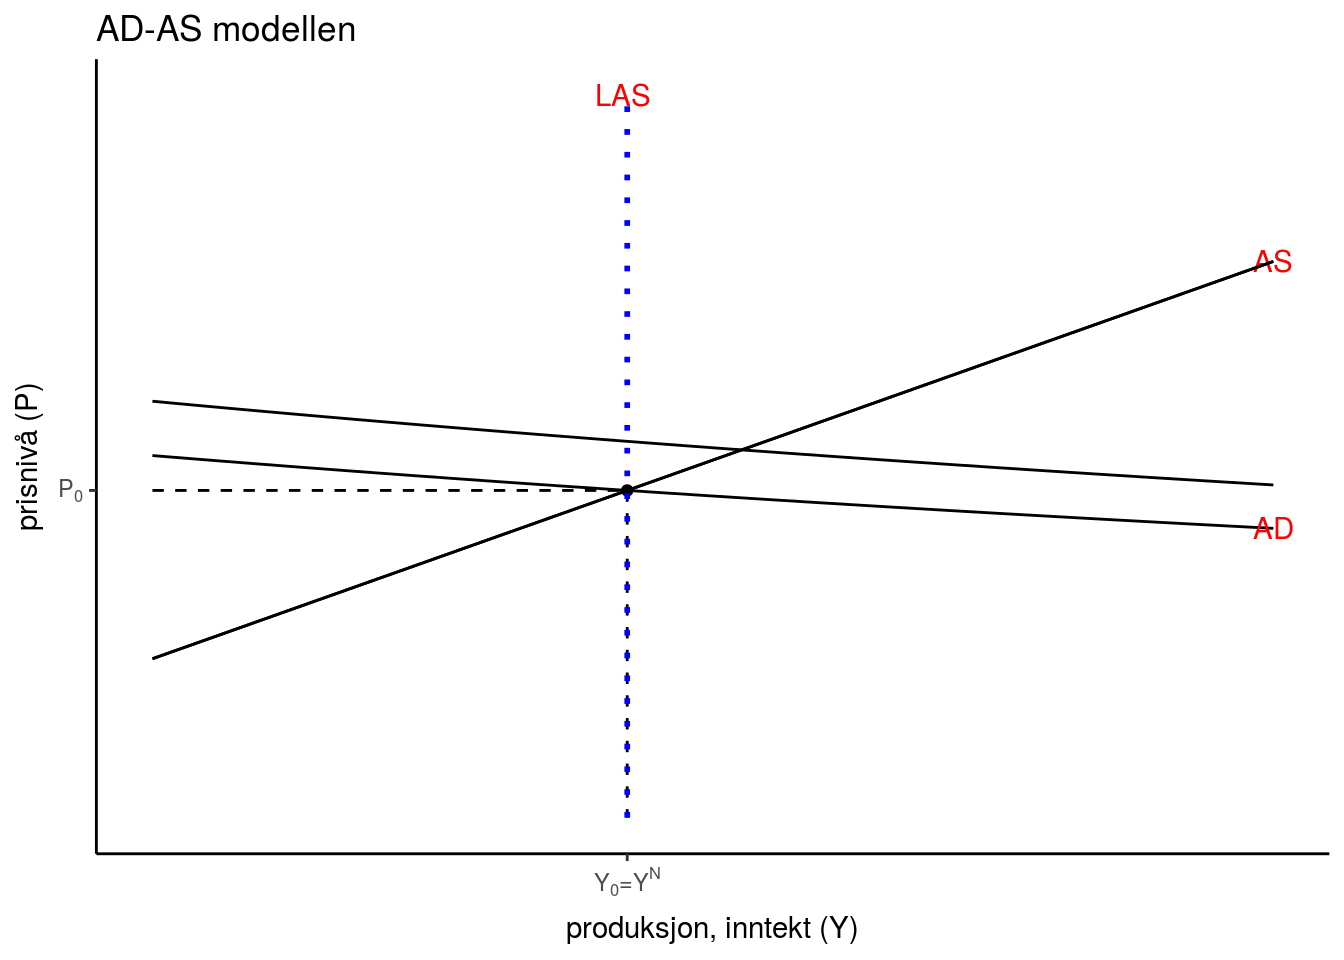 AD-AS modellen
LAS
AS
prisnivå (P)
P₀
AD
Y₀=Yᴺ
produksjon, inntekt (Y)